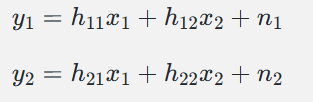 y₁ = h₁₁x₁ + h₁₂x₂ + n₁
y₂ = h₂₁x₁ + h₂₂x₂ + n₂